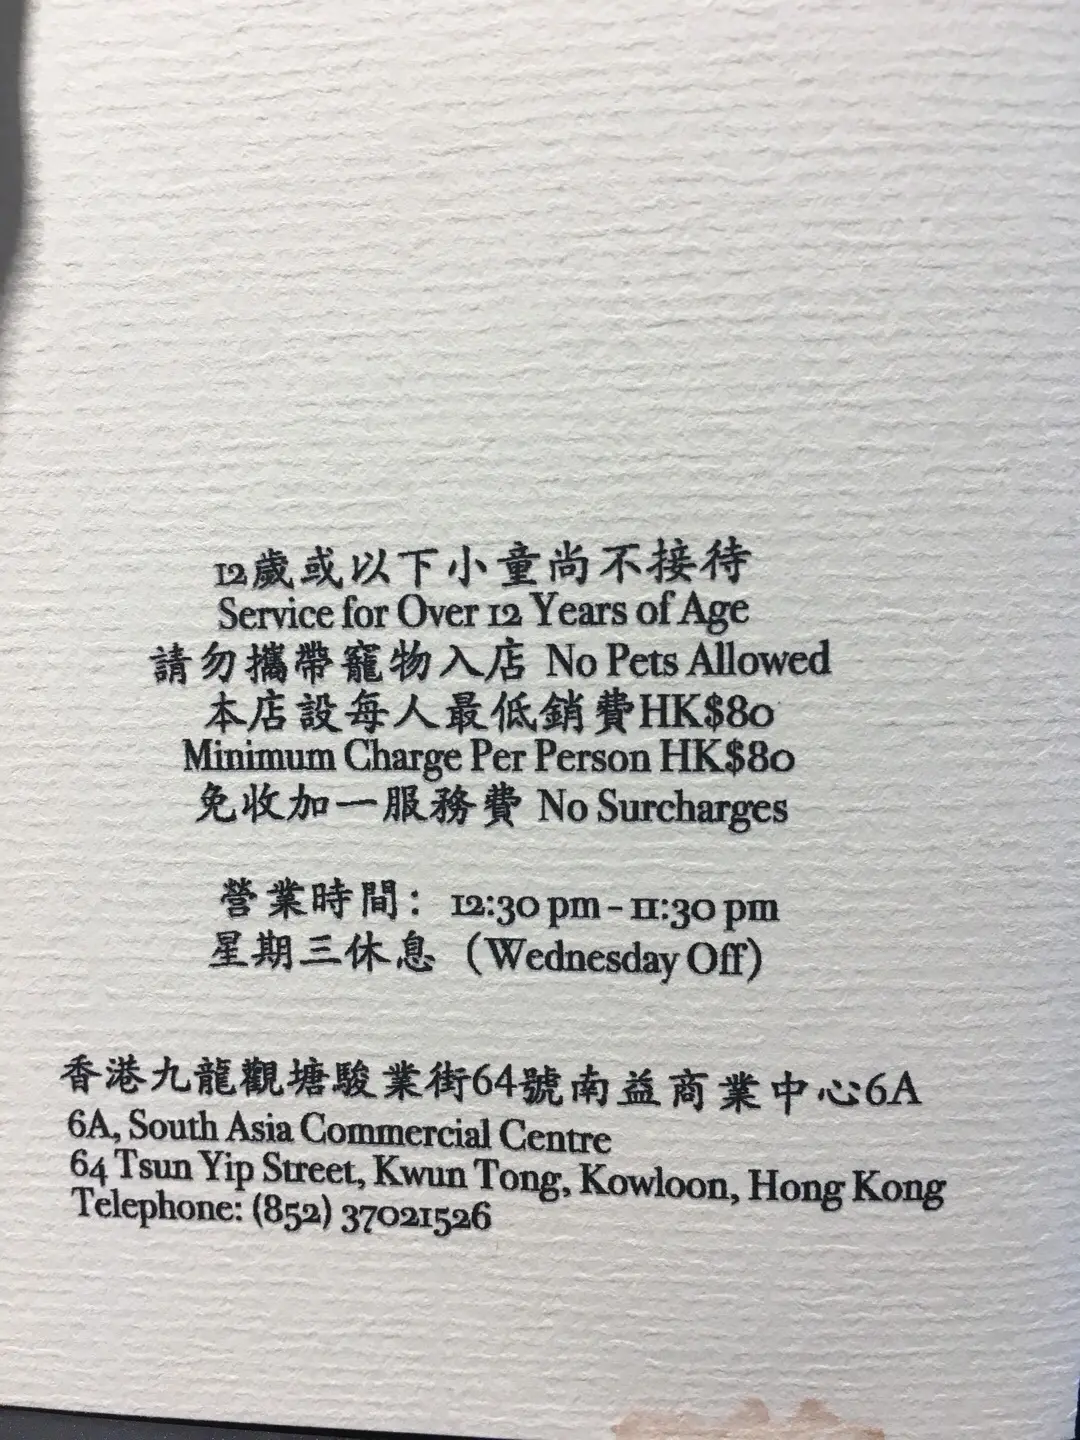 12歲或以下小童尚不接待
Service for Over 12 Years of Age
請勿攜帶寵物入店 No Pets Allowed
本店設每人最低銷費HK$80
Minimum Charge Per Person HK$80
免收加一服務費 No Surcharges
營業時間：12:30 pm - 11:30 pm
星期三休息（Wednesday Off）
香港九龍觀塘駿業街64號南益商業中心6A
6A, South Asia Commercial Centre
64 Tsun Yip Street, Kwun Tong, Kowloon, Hong Kong
Telephone: (852) 37021526